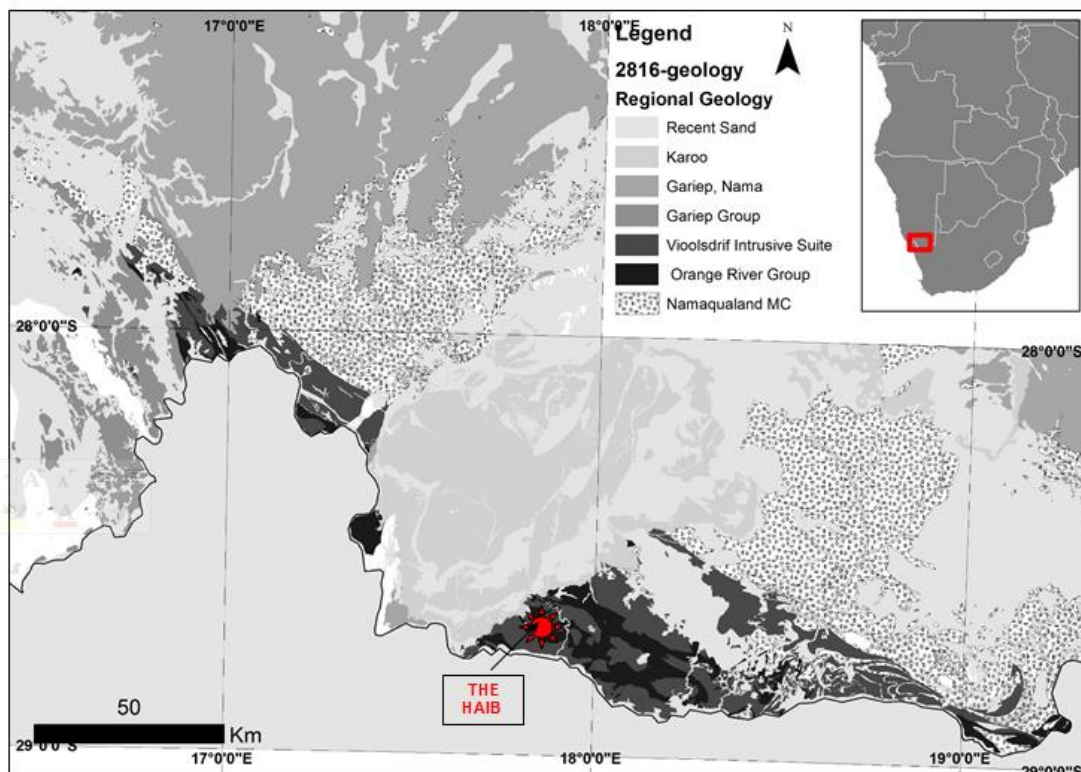 17°0'0"E
18°0'0"E
Legend
N
2816-geology
Regional Geology
Recent Sand
Karoo
Gariep, Nama
Gariep Group
Vioolsdrif Intrusive Suite
Orange River Group
Namaqualand MC
28°0'0"S
28°0'0"S
THE
HAIB
50
Km
29°0'0"S
17°0'0"E
18°0'0"E
19°0'0"E
29°0'0"S